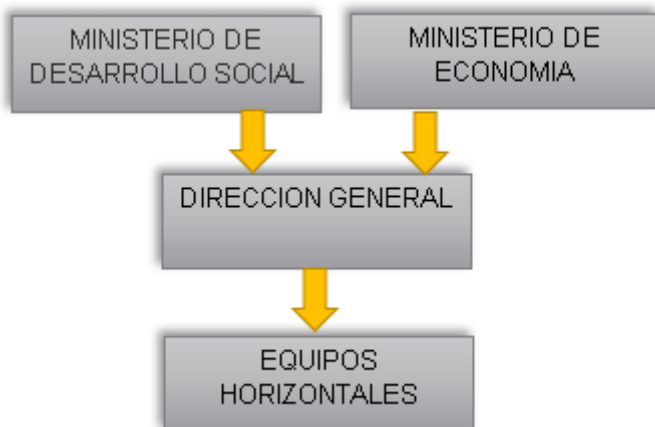 MINISTERIO DE
DESARROLLO SOCIAL
MINISTERIO DE
ECONOMIA
DIRECCION GENERAL
EQUIPOS
HORIZONTALES